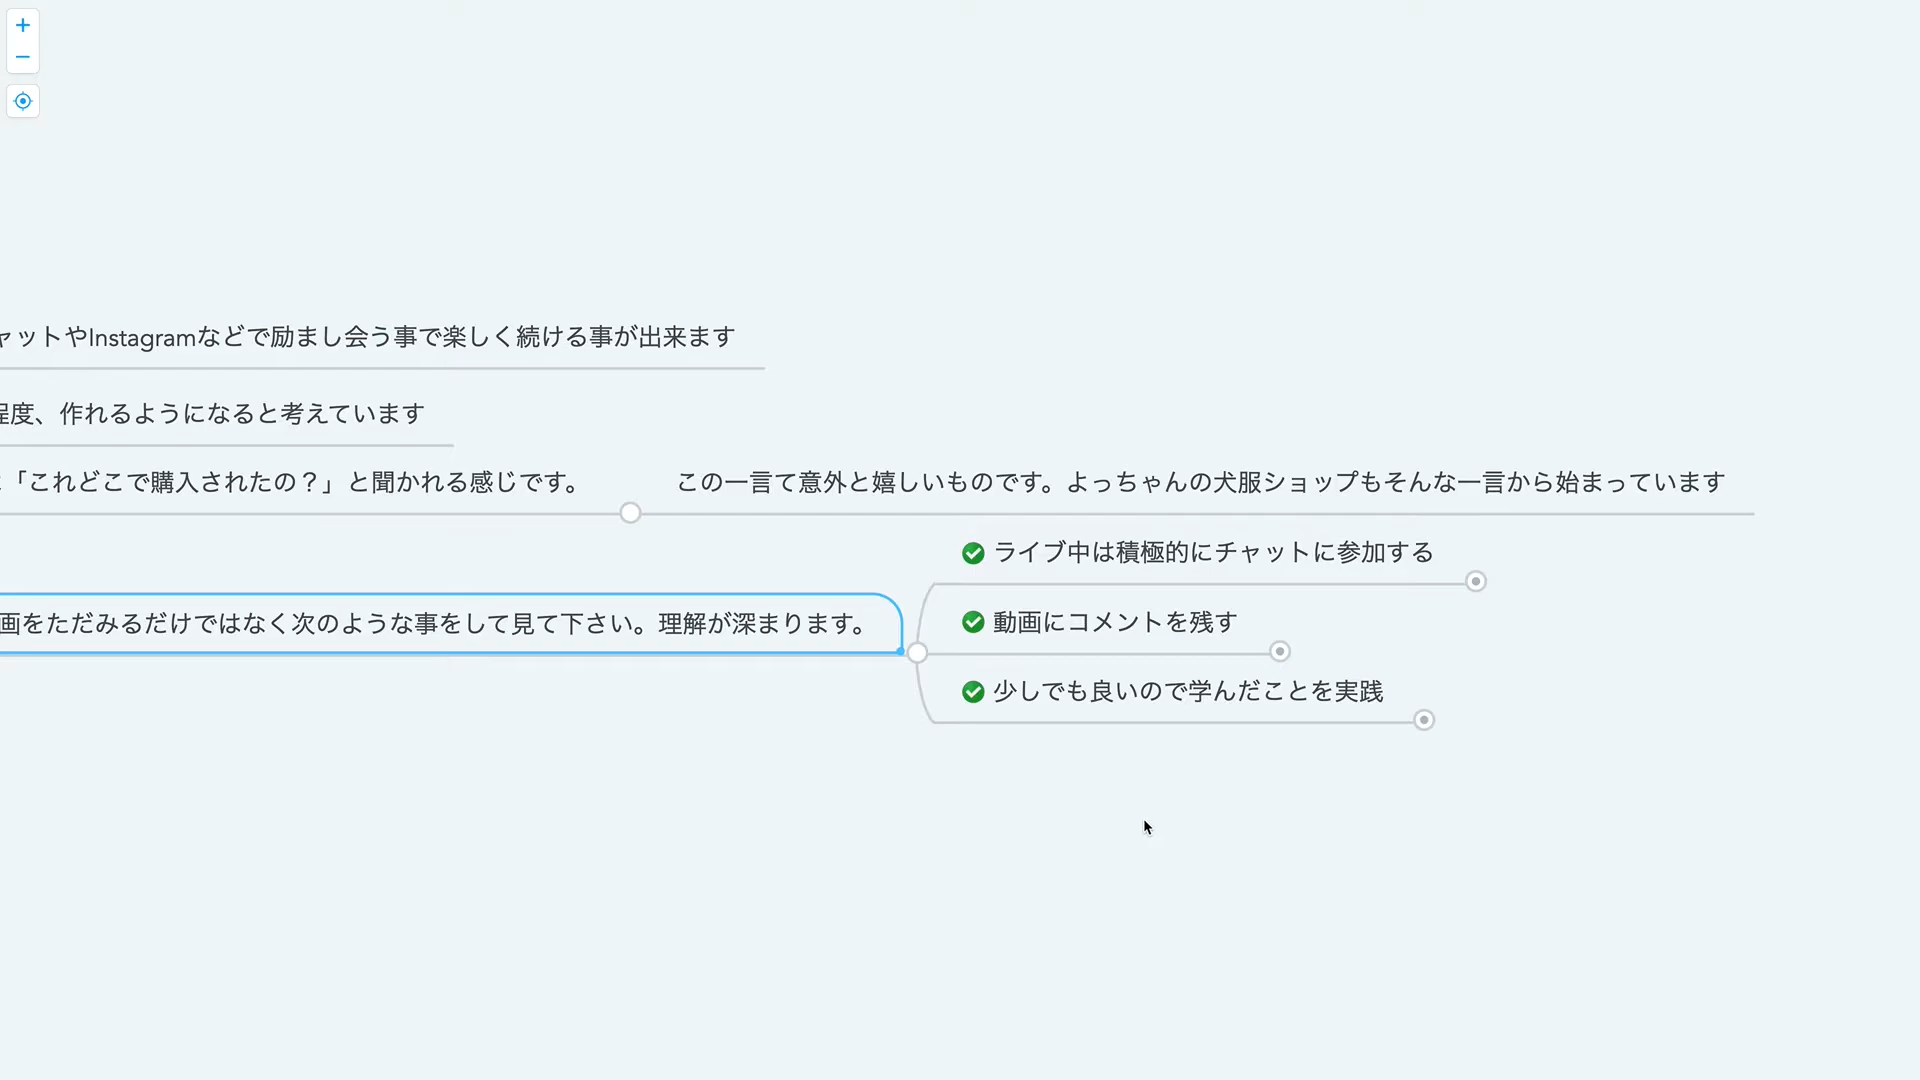 ャットやInstagramなどで励まし会う事で楽しく続ける事が出来ます
程度、作れるようになると考えています
「これどこで購入されたの？」と聞かれる感じです。
この一言て意外と嬉しいものです。よっちゃんの犬服ショップもそんな一言から始まっています
ライブ中は積極的にチャットに参加する
画をただみるだけではなく次のような事をして見て下さい。理解が深まります。
動画にコメントを残す
少しでも良いので学んだことを実践